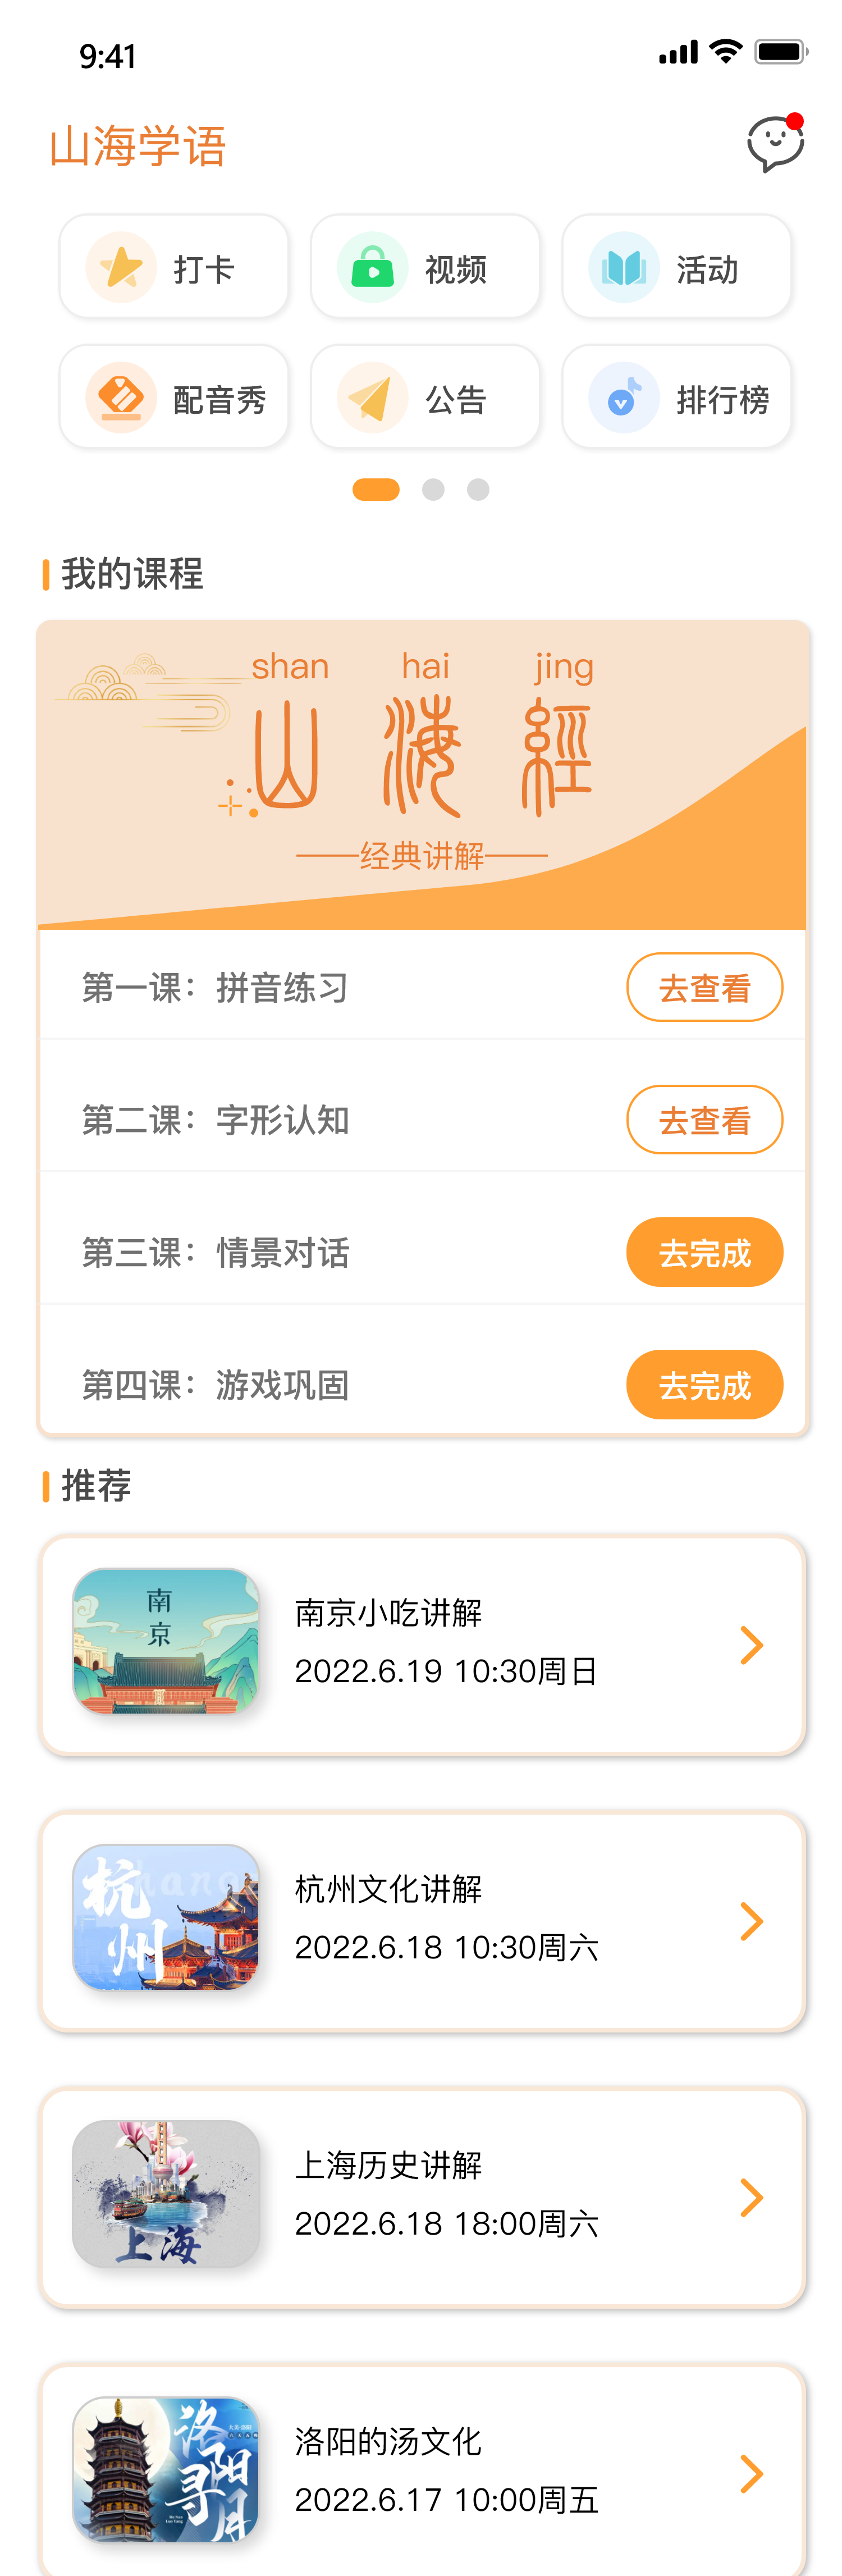 9:41
山海学语
打卡 视频 活动
配音秀 公告 排行榜
我的课程
shan hai jing
山 海 經
经典讲解
第一课：拼音练习 去查看
第二课：字形认知 去查看
第三课：情景对话 去完成
第四课：游戏巩固 去完成
推荐
南京
南京小吃讲解
2022.6.19 10:30周日
杭州
杭州文化讲解
2022.6.18 10:30周六
上海
上海历史讲解
2022.6.18 18:00周六
洛阳
寻月
洛阳的汤文化
2022.6.17 10:00周五